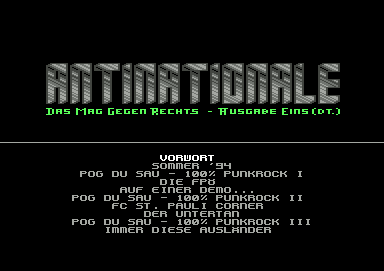 ANTINATIONALE
DAS MAG GEGEN RECHTS - AUSGABE EINS(DT.)
VORWORT
SOMMER '94
POG DU SAU - 100% PUNKROCK I
DIE FPÖ
AUF EINER DEMO...
POG DU SAU - 100% PUNKROCK II
FC ST. PAULI CORNER
DER UNTERTAN
POG DU SAU - 100% PUNKROCK III
IMMER DIESE AUSLÄNDER